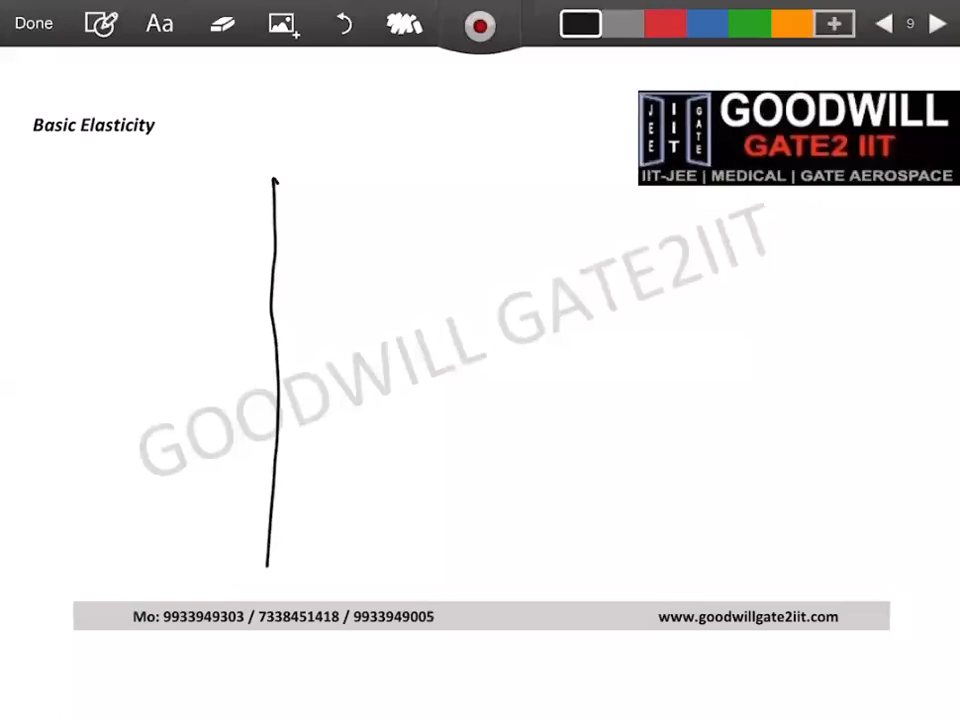 Done Aa 9
Basic Elasticity
JEE IIT GATE GOODWILL
GATE2 IIT
IIT-JEE | MEDICAL | GATE AEROSPACE
GOODWILL GATE2IIT
Mo: 9933949303 / 7338451418 / 9933949005 www.goodwillgate2iit.com